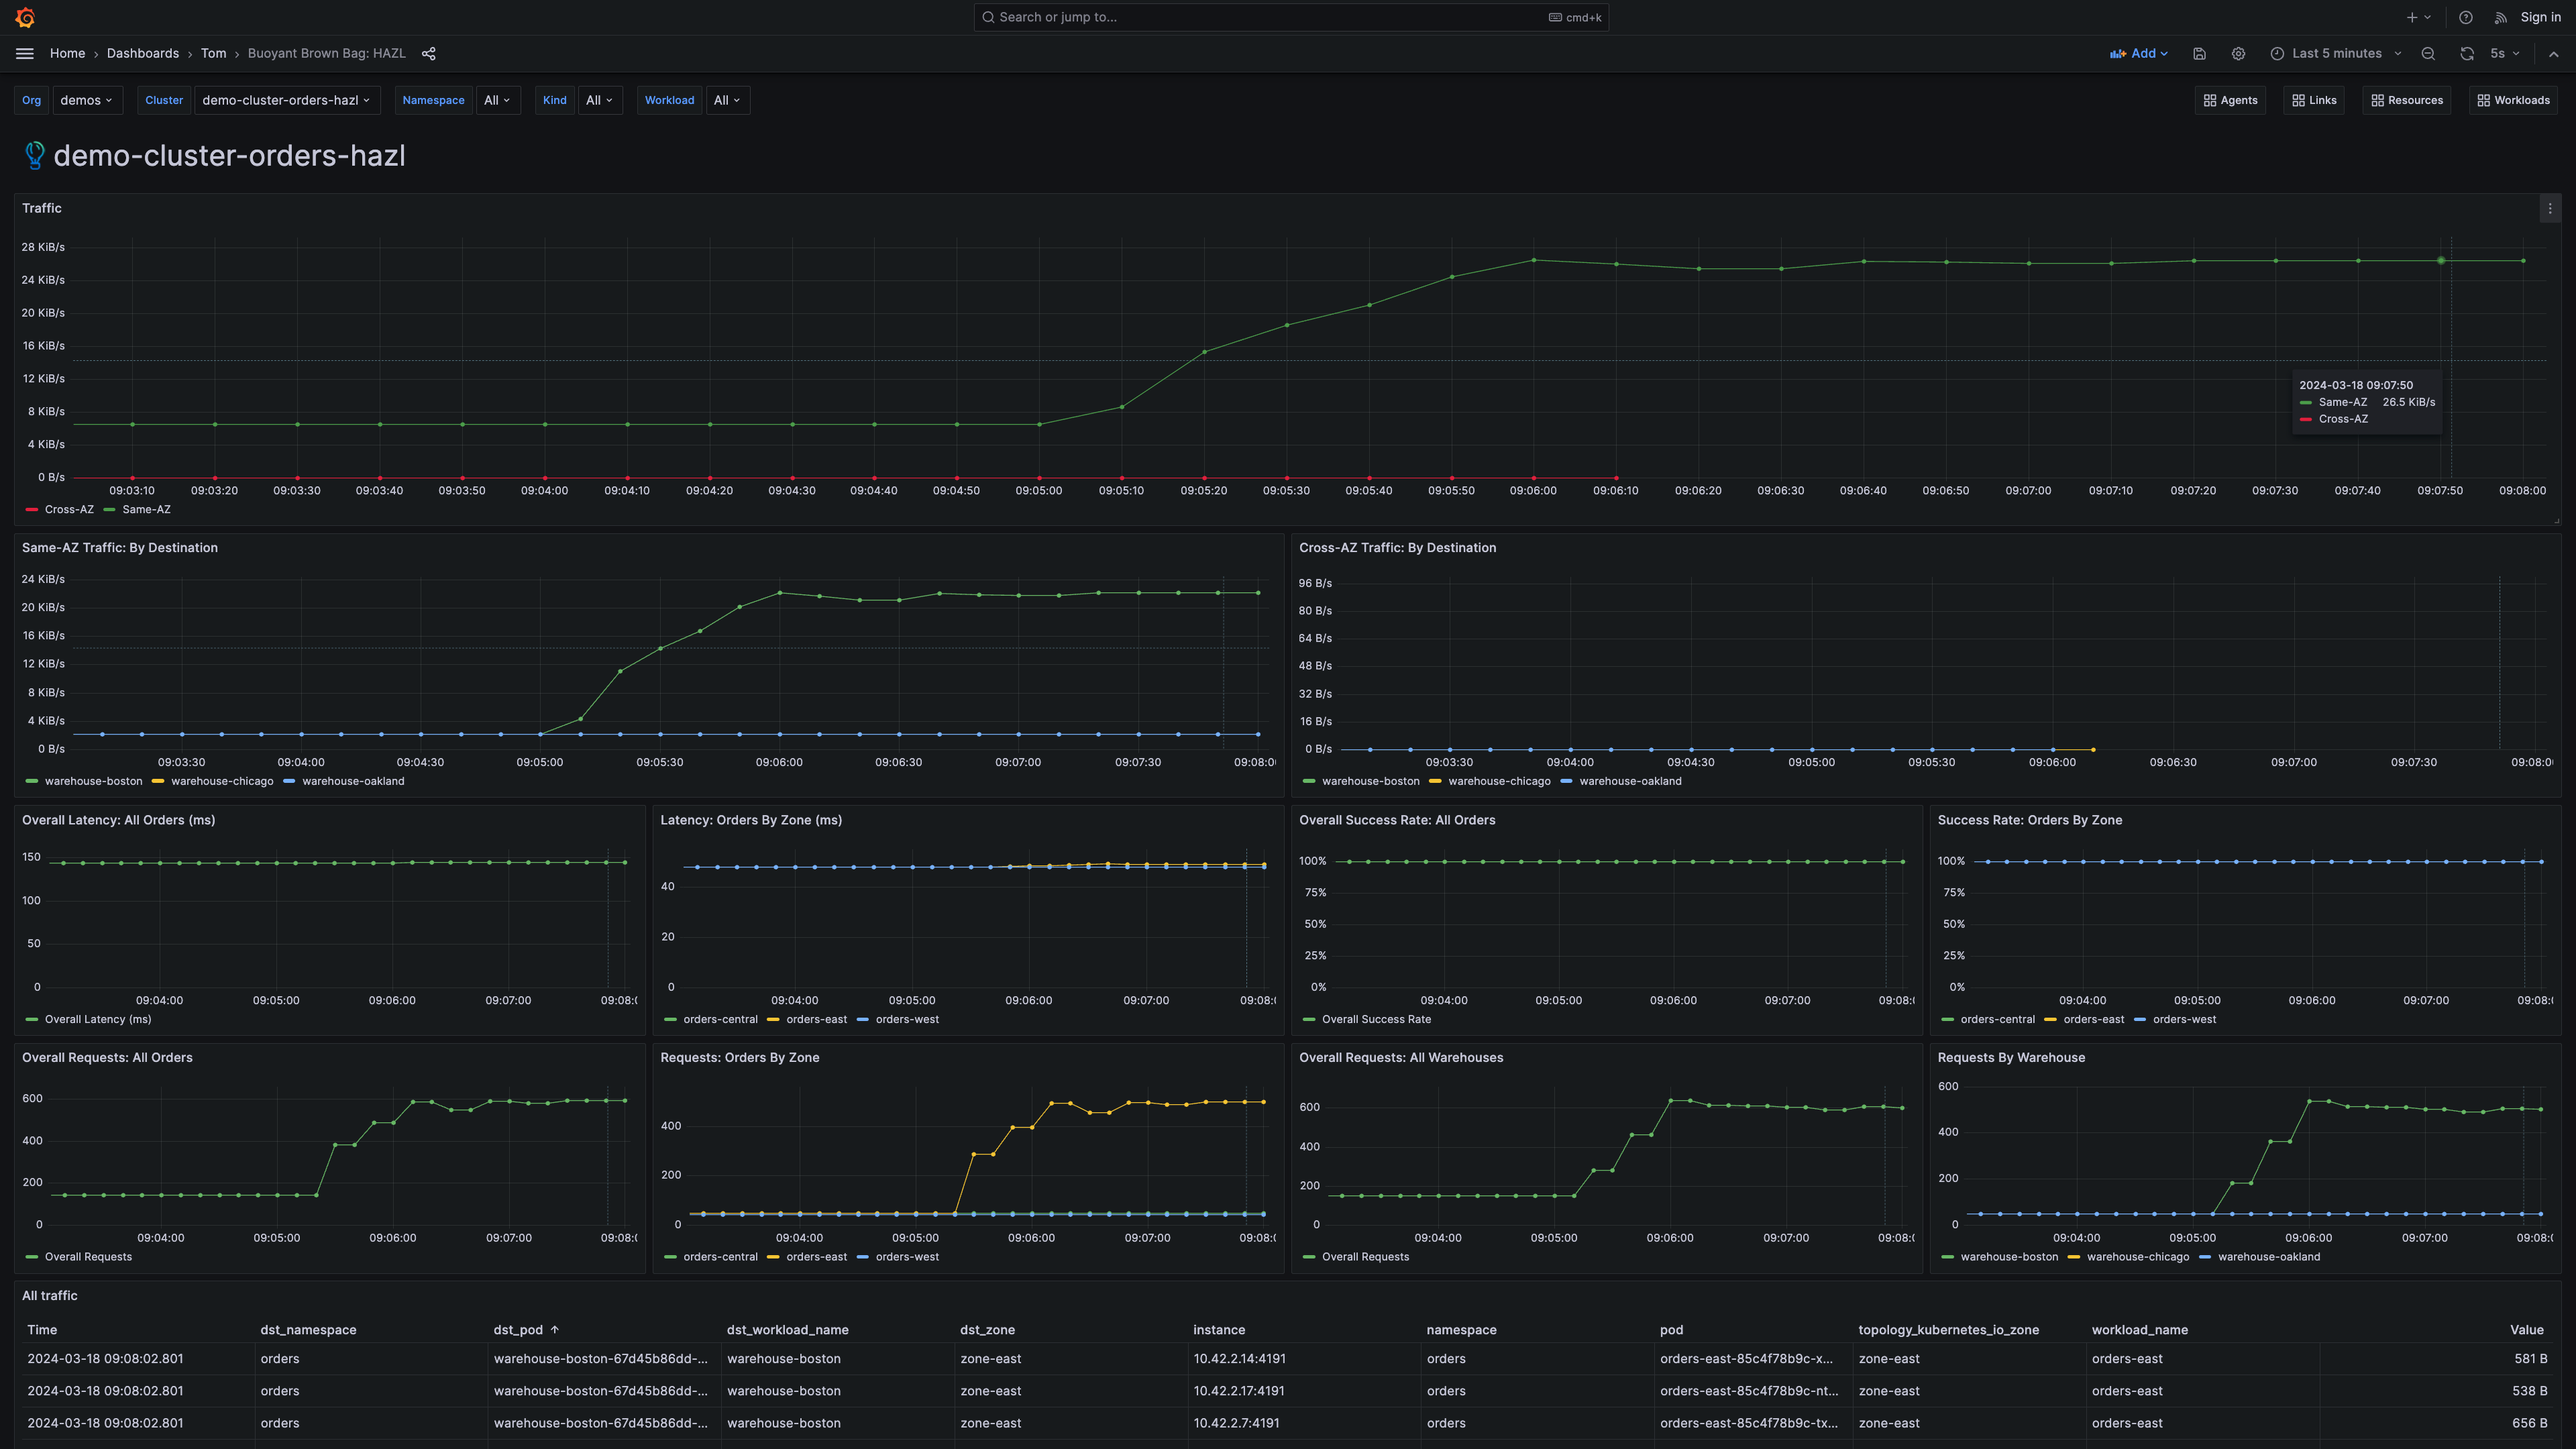 Search or jump to... cmd+k Sign in
Home › Dashboards › Tom › Buoyant Brown Bag: HAZL Add Last 5 minutes 5s
Org demos Cluster demo-cluster-orders-hazl Namespace All Kind All Workload All Agents Links Resources Workloads
demo-cluster-orders-hazl
Traffic
28 KiB/s
24 KiB/s
20 KiB/s
16 KiB/s
12 KiB/s
8 KiB/s
4 KiB/s
0 B/s
2024-03-18 09:07:50
Same-AZ 26.5 KiB/s
Cross-AZ
09:03:10 09:03:20 09:03:30 09:03:40 09:03:50 09:04:00 09:04:10 09:04:20 09:04:30 09:04:40 09:04:50 09:05:00 09:05:10 09:05:20 09:05:30 09:05:40 09:05:50 09:06:00 09:06:10 09:06:20 09:06:30 09:06:40 09:06:50 09:07:00 09:07:10 09:07:20 09:07:30 09:07:40 09:07:50 09:08:00
Cross-AZ Same-AZ
Same-AZ Traffic: By Destination
24 KiB/s
20 KiB/s
16 KiB/s
12 KiB/s
8 KiB/s
4 KiB/s
0 B/s
09:03:30 09:04:00 09:04:30 09:05:00 09:05:30 09:06:00 09:06:30 09:07:00 09:07:30 09:08:0
warehouse-boston warehouse-chicago warehouse-oakland
Cross-AZ Traffic: By Destination
96 B/s
80 B/s
64 B/s
48 B/s
32 B/s
16 B/s
0 B/s
09:03:30 09:04:00 09:04:30 09:05:00 09:05:30 09:06:00 09:06:30 09:07:00 09:07:30 09:08:0
warehouse-boston warehouse-chicago warehouse-oakland
Overall Latency: All Orders (ms)
150
100
50
0
09:04:00 09:05:00 09:06:00 09:07:00 09:08:
Overall Latency (ms)
Latency: Orders By Zone (ms)
40
20
0
09:04:00 09:05:00 09:06:00 09:07:00 09:08:
orders-central orders-east orders-west
Overall Success Rate: All Orders
100%
75%
50%
25%
0%
09:04:00 09:05:00 09:06:00 09:07:00 09:08:
Overall Success Rate
Success Rate: Orders By Zone
100%
75%
50%
25%
0%
09:04:00 09:05:00 09:06:00 09:07:00 09:08:
orders-central orders-east orders-west
Overall Requests: All Orders
600
400
200
0
09:04:00 09:05:00 09:06:00 09:07:00 09:08:
Overall Requests
Requests: Orders By Zone
400
200
0
09:04:00 09:05:00 09:06:00 09:07:00 09:08:
orders-central orders-east orders-west
Overall Requests: All Warehouses
600
400
200
0
09:04:00 09:05:00 09:06:00 09:07:00 09:08:
Overall Requests
Requests By Warehouse
600
400
200
0
09:04:00 09:05:00 09:06:00 09:07:00 09:08:
warehouse-boston warehouse-chicago warehouse-oakland
All traffic
Time dst_namespace dst_pod ↑ dst_workload_name dst_zone instance namespace pod topology_kubernetes_io_zone workload_name Value
2024-03-18 09:08:02.801 orders warehouse-boston-67d45b86dd-... warehouse-boston zone-east 10.42.2.14:4191 orders orders-east-85c4f78b9c-x... zone-east orders-east 581 B
2024-03-18 09:08:02.801 orders warehouse-boston-67d45b86dd-... warehouse-boston zone-east 10.42.2.17:4191 orders orders-east-85c4f78b9c-nt... zone-east orders-east 538 B
2024-03-18 09:08:02.801 orders warehouse-boston-67d45b86dd-... warehouse-boston zone-east 10.42.2.7:4191 orders orders-east-85c4f78b9c-tx... zone-east orders-east 656 B